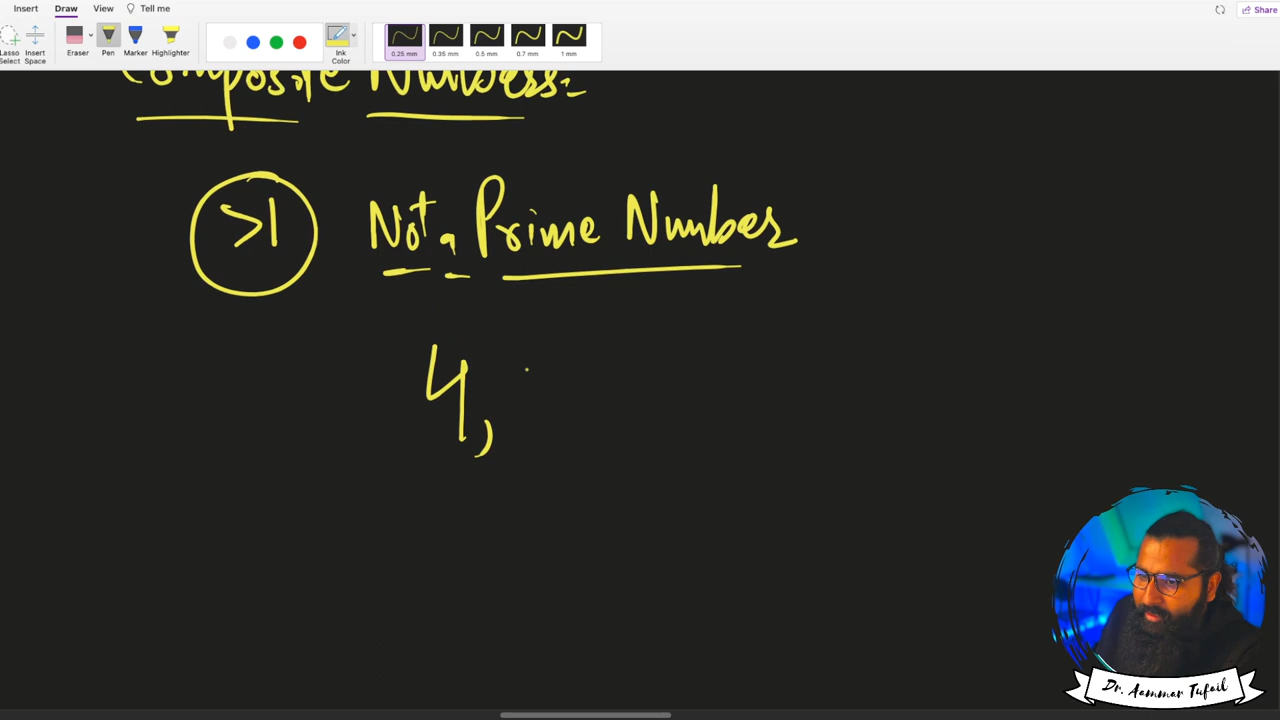 Insert Draw View Tell me
Share
Lasso Select Insert Space Eraser Pen Marker Highlighter Ink Color 0.25 mm 0.35 mm 0.5 mm 0.7 mm 1 mm
Composite Numbers:
>1 Not a Prime Number
4,
Dr. Aammar Tufail